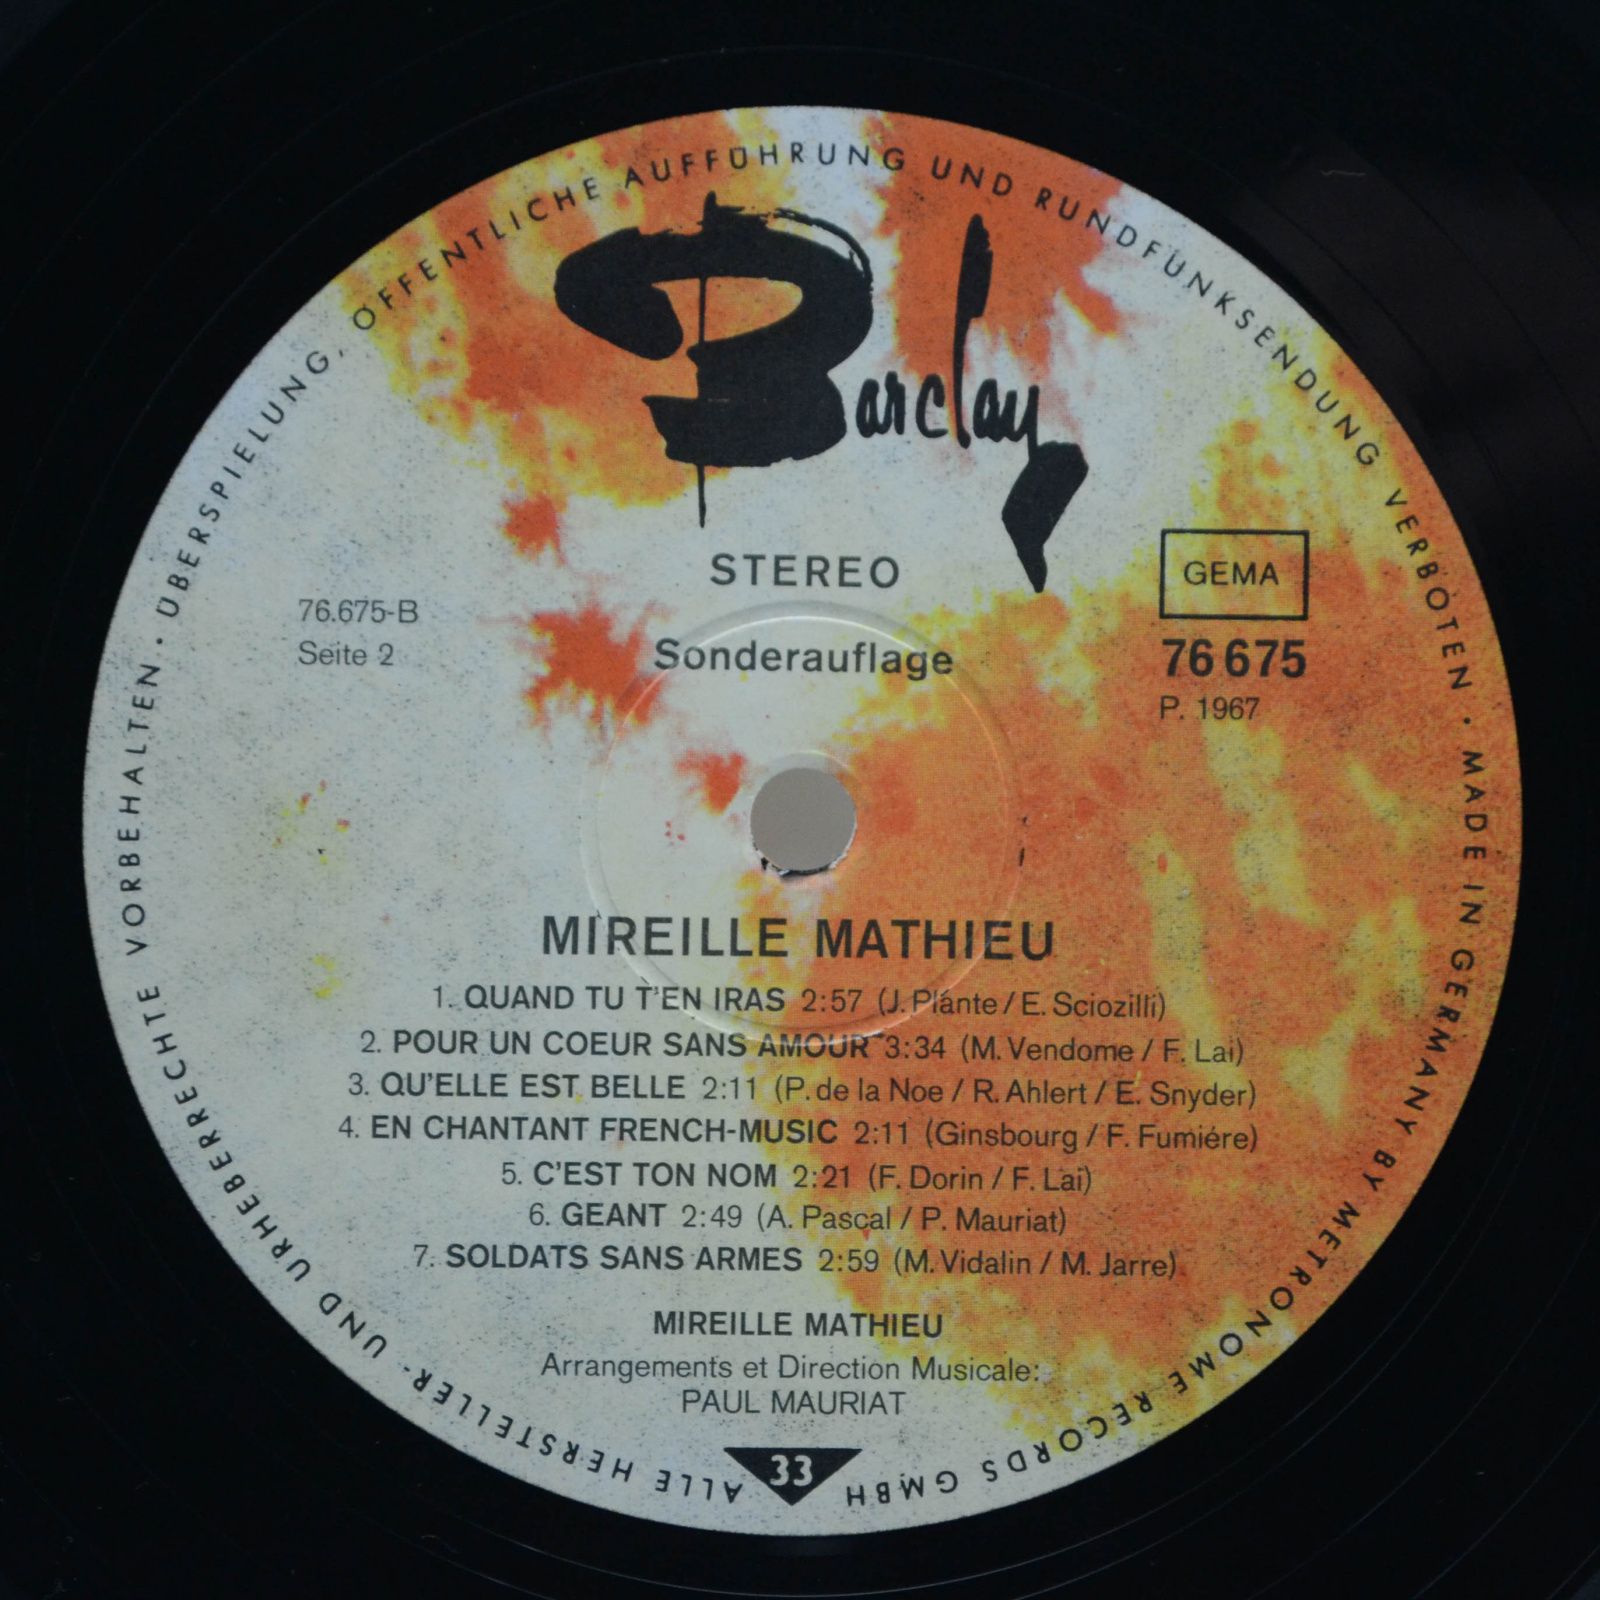 Barclay
STEREO
GEMA
76.675-B
Seite 2
Sonderauflage
76 675
P. 1967
MIREILLE MATHIEU
1. QUAND TU T'EN IRAS 2:57 (J. Plante / E. Sciozilli)
2. POUR UN COEUR SANS AMOUR 3:34 (M. Vendome / F. Lai)
3. QU'ELLE EST BELLE 2:11 (P. de la Noe / R. Ahlert / E. Snyder)
4. EN CHANTANT FRENCH-MUSIC 2:11 (Ginsbourg / F. Fumiére)
5. C'EST TON NOM 2:21 (F. Dorin / F. Lai)
6. GEANT 2:49 (A. Pascal / P. Mauriat)
7. SOLDATS SANS ARMES 2:59 (M. Vidalin / M. Jarre)
MIREILLE MATHIEU
Arrangements et Direction Musicale:
PAUL MAURIAT
33
ALLE HERSTELLER- UND URHEBERRECHTE VORBEHALTEN · ÜBERSPIELUNG, ÖFFENTLICHE AUFFÜHRUNG UND RUNDFUNKSENDUNG VERBOTEN · MADE IN GERMANY BY METRONOME RECORDS GMBH